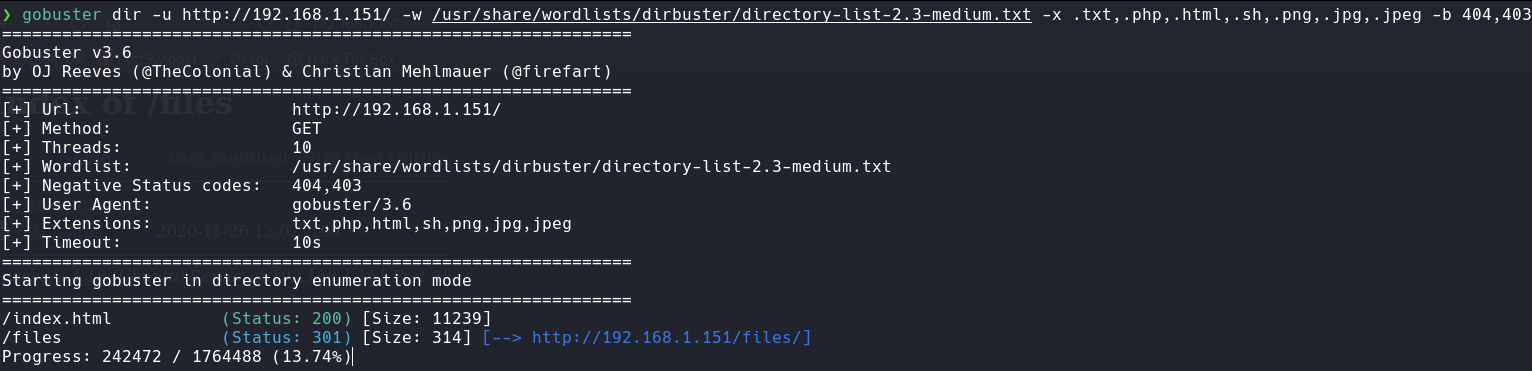 ❯ gobuster dir -u http://192.168.1.151/ -w /usr/share/wordlists/dirbuster/directory-list-2.3-medium.txt -x .txt,.php,.html,.sh,.png,.jpg,.jpeg -b 404,403
===============================================================
Gobuster v3.6
by OJ Reeves (@TheColonial) & Christian Mehlmauer (@firefart)
===============================================================
[+] Url:                     http://192.168.1.151/
[+] Method:                  GET
[+] Threads:                 10
[+] Wordlist:                /usr/share/wordlists/dirbuster/directory-list-2.3-medium.txt
[+] Negative Status codes:   404,403
[+] User Agent:              gobuster/3.6
[+] Extensions:              txt,php,html,sh,png,jpg,jpeg
[+] Timeout:                 10s
===============================================================
Starting gobuster in directory enumeration mode
===============================================================
/index.html           (Status: 200) [Size: 11239]
/files                (Status: 301) [Size: 314] [--> http://192.168.1.151/files/]
Progress: 242472 / 1764488 (13.74%)